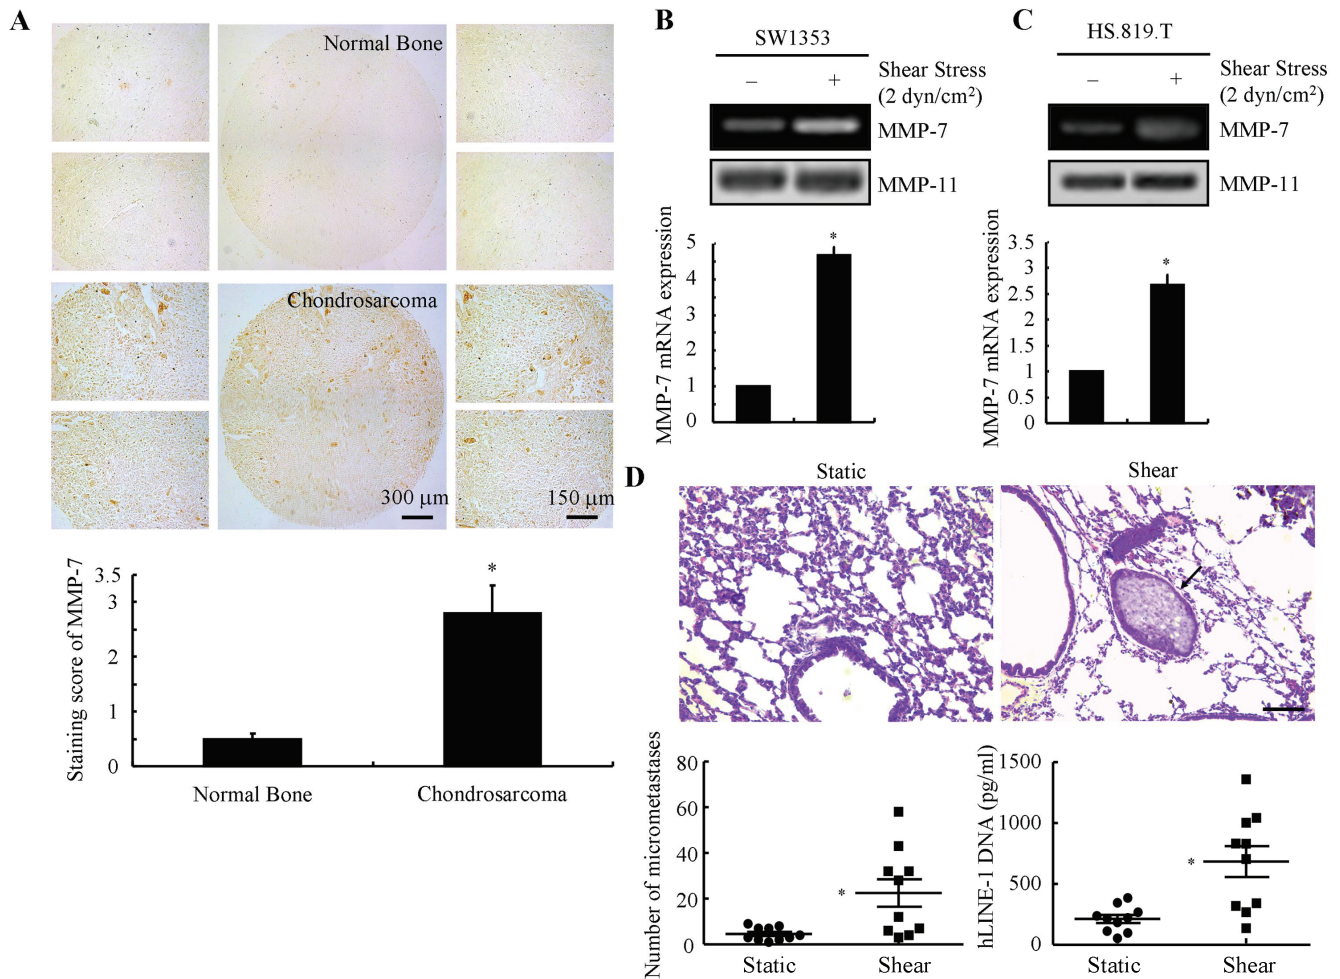 A
Normal Bone
Chondrosarcoma
300 µm
150 µm
Staining score of MMP-7
3.5
3
2
1
0
*
Normal Bone
Chondrosarcoma
B
SW1353
– +
Shear Stress
(2 dyn/cm²)
MMP-7
MMP-11
MMP-7 mRNA expression
5
4
3
2
1
0
*
C
HS.819.T
– +
Shear Stress
(2 dyn/cm²)
MMP-7
MMP-11
MMP-7 mRNA expression
3.5
3
2.5
2
1.5
1
0.5
0
*
D
Static
Shear
Number of micrometastases
80
60
40
20
0
*
Static
Shear
hLINE-1 DNA (pg/ml)
1500
1000
500
0
*
Static
Shear